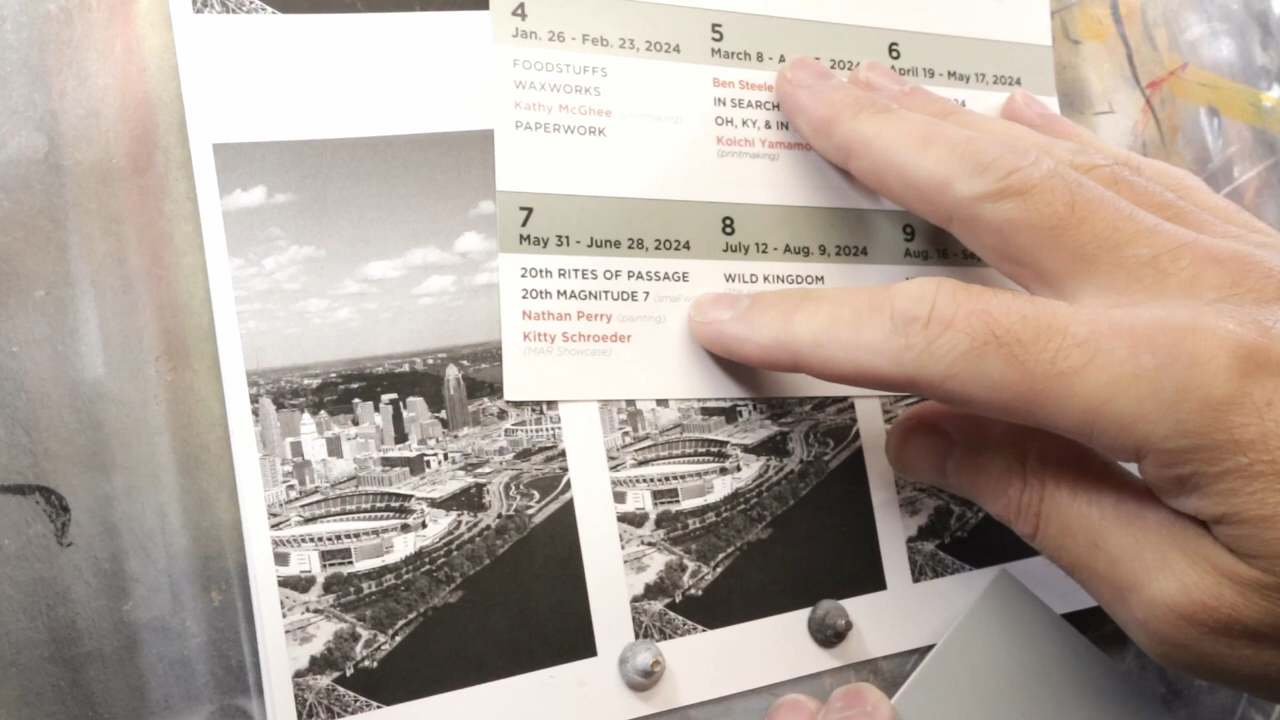 4
Jan. 26 - Feb. 23, 2024
FOODSTUFFS
WAXWORKS
Kathy McGhee (printmaking)
PAPERWORK
5
March 8 - 2024
Ben Steele
IN SEARCH
OH, KY, & IN
Koichi
(printmaking)
6
April 19 - May 17, 2024
7
May 31 - June 28, 2024
20th RITES OF PASSAGE
20th MAGNITUDE 7 (small
Nathan Perry (painting)
Kitty Schroeder
(MAR Showcase)
8
July 12 - Aug. 9, 2024
WILD KINGDOM
9
Aug. 16 -